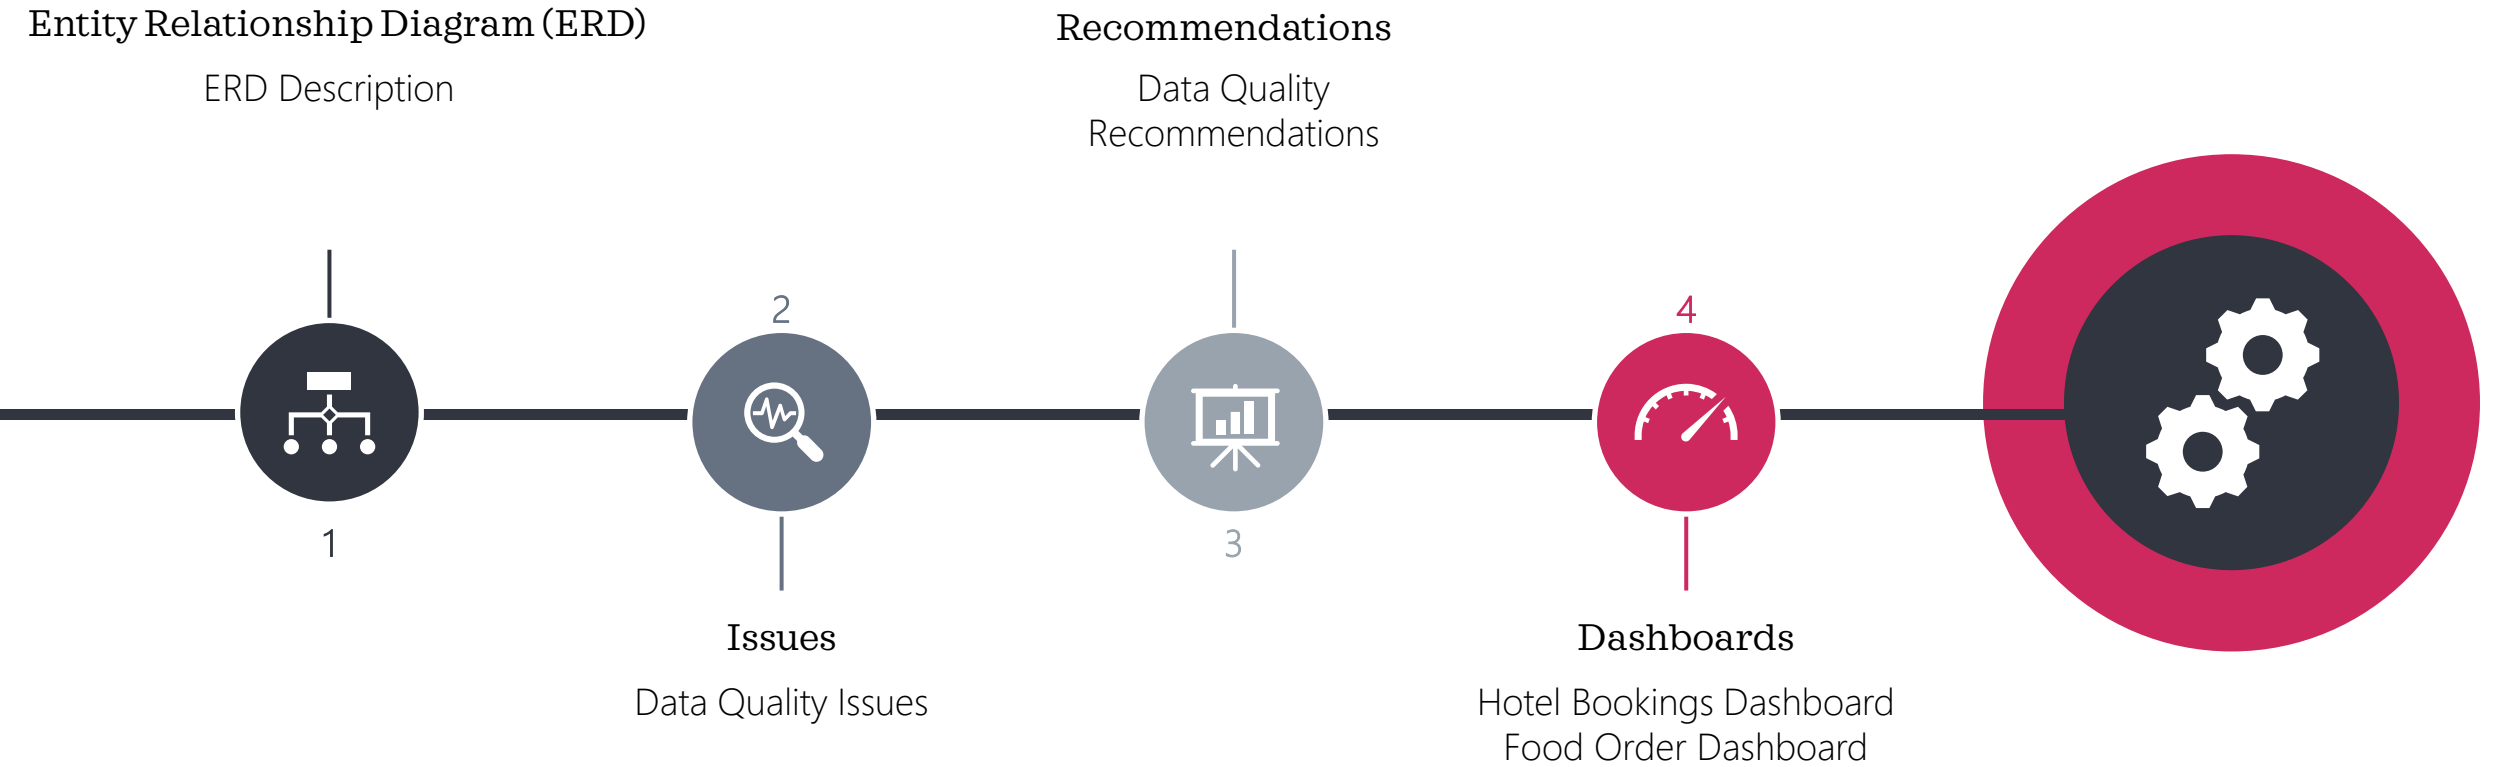 Entity Relationship Diagram (ERD)
ERD Description
1
2
Issues
Data Quality Issues
Recommendations
Data Quality
Recommendations
3
4
Dashboards
Hotel Bookings Dashboard
Food Order Dashboard